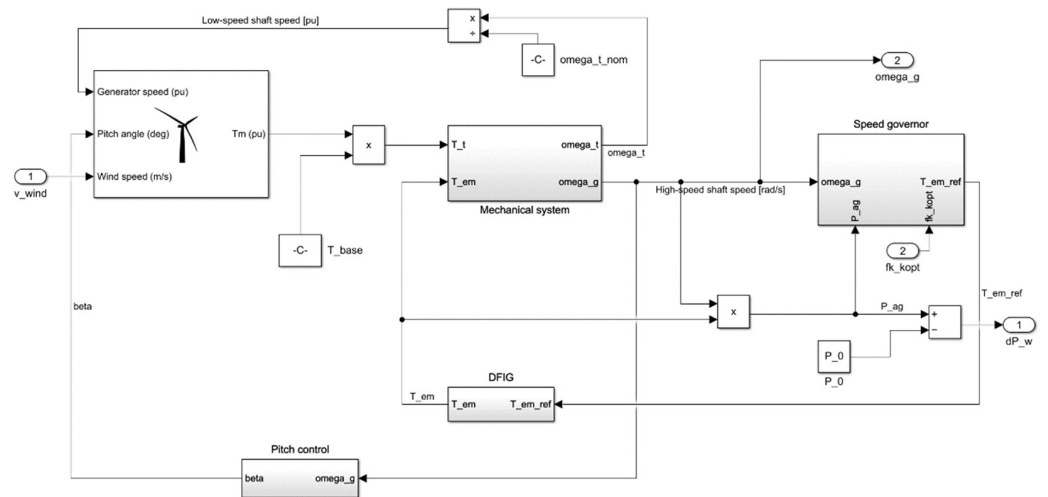 Low-speed shaft speed [pu]
x
÷
-C-
omega_t_nom
2
omega_g
Generator speed (pu)
Pitch angle (deg)
Wind speed (m/s)
Tm (pu)
1
v_wind
x
-C-
T_base
T_t
T_em
omega_t
omega_g
Mechanical system
omega_t
High-speed shaft speed [rad/s]
Speed governor
omega_g
T_em_ref
P_ag
fk_kopt
2
fk_kopt
T_em_ref
beta
x
P_ag
+
−
1
dP_w
P_0
P_0
DFIG
T_em
T_em
T_em_ref
Pitch control
beta
omega_g